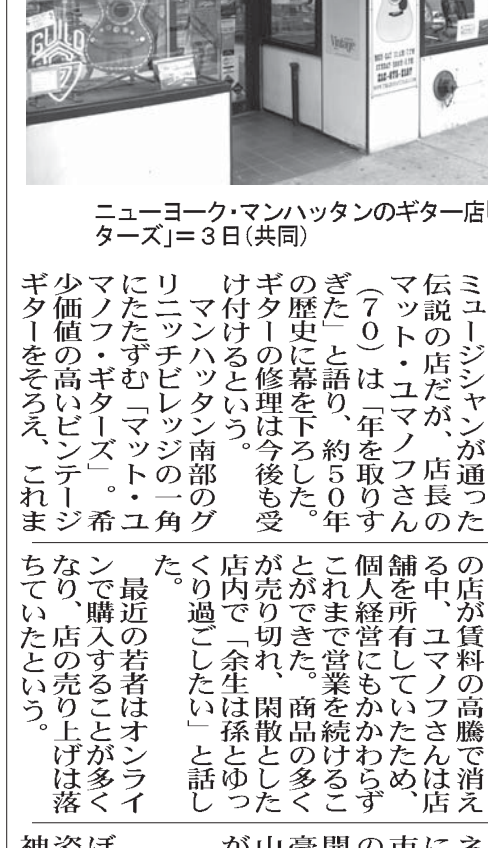 GUILD
Vintage
ニューヨーク・マンハッタンのギター店
ターズ」=3日(共同)
ミュージシャンが通った
伝説の店だが、店長の
マット・ユマノフさん
(70)は「年を取りす
ぎた」と語り、約50年
の歴史に幕を下ろした。
ギターの修理は今後も受
け付けるという。
マンハッタン南部のグ
リニッチビレッジの一角
にたたずむ「マット・ユ
マノフ・ギターズ」。希
少価値の高いビンテージ
ギターをそろえ、これま
の店が賃料の高騰で消え
る中、ユマノフさんは店
舗を所有していたため、
個人経営にもかかわらず
これまで営業を続けるこ
とができた。商品の多く
が売り切れ、閑散とした
店内で「余生は孫とゆっ
くり過ごしたい」と話し
た。
最近の若者はオンライ
ンで購入することが多く
なり、店の売り上げは落
ちていたという。